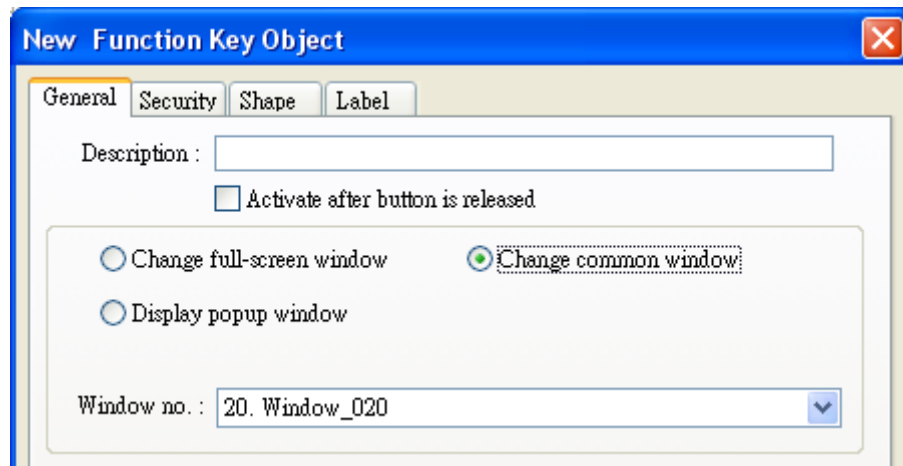 New Function Key Object
General Security Shape Label
Description :
Activate after button is released
Change full-screen window Change common window
Display popup window
Window no. : 20. Window_020